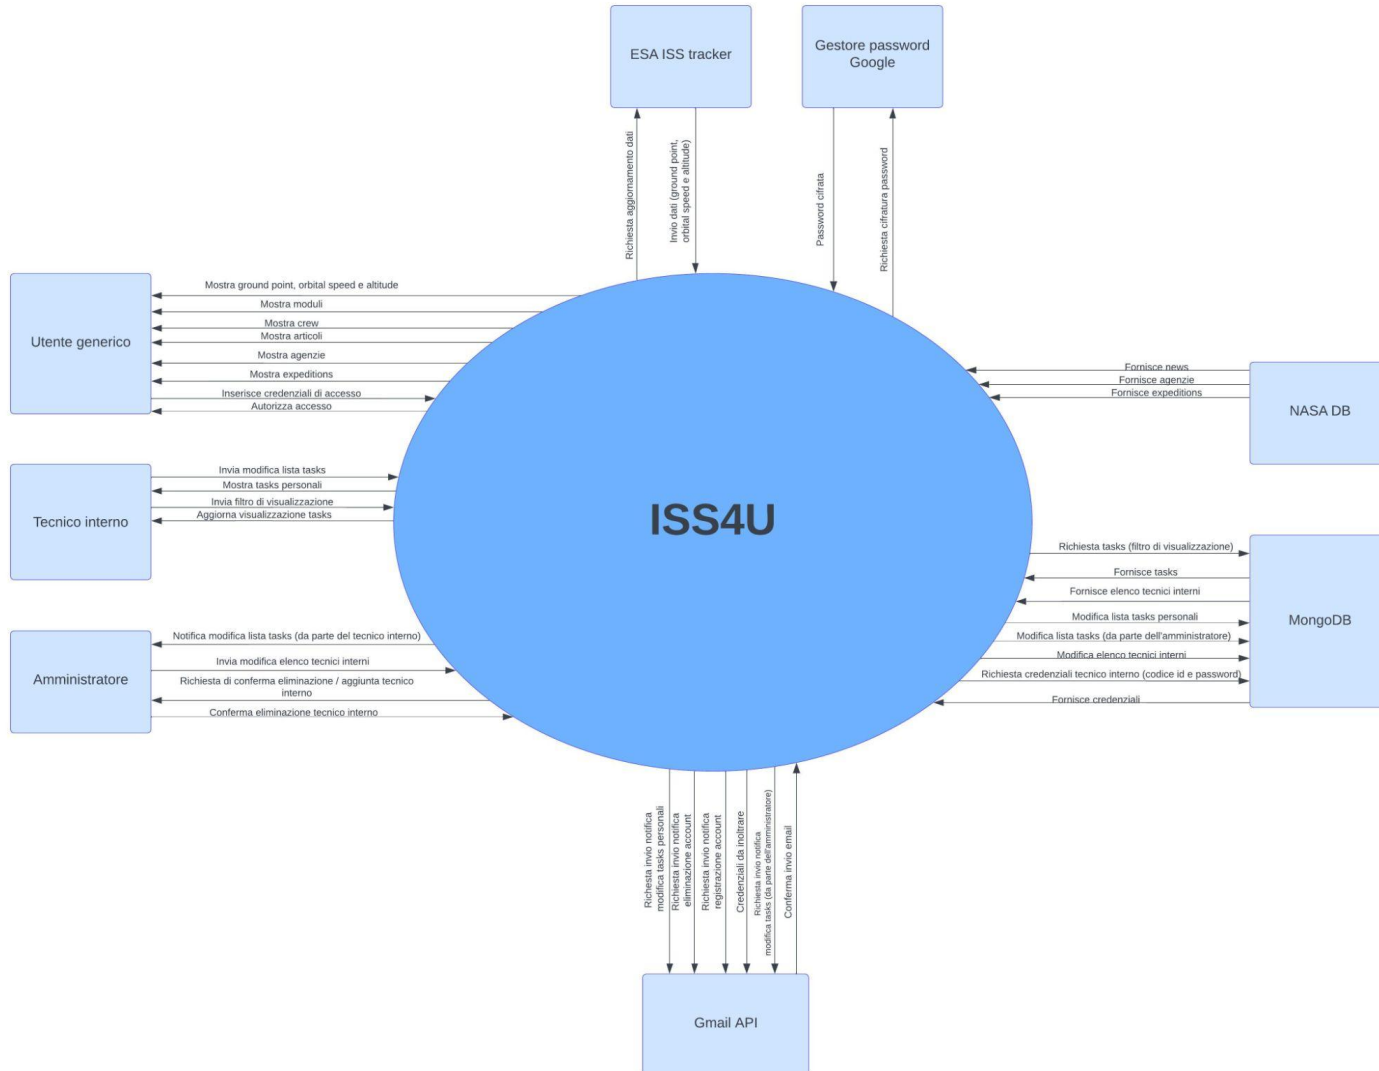 ESA ISS tracker
Gestore password
Google
Richiesta aggiornamento dati
Invio dati (ground point,
orbital speed e altitude)
Password cifrata
Richiesta cifratura password
Utente generico
Mostra ground point, orbital speed e altitude
Mostra moduli
Mostra crew
Mostra articoli
Mostra agenzie
Mostra expeditions
Inserisce credenziali di accesso
Autorizza accesso
Fornisce news
Fornisce agenzie
Fornisce expeditions
NASA DB
Tecnico interno
Invia modifica lista tasks
Mostra tasks personali
Invia filtro di visualizzazione
Aggiorna visualizzazione tasks
ISS4U
Richiesta tasks (filtro di visualizzazione)
Fornisce tasks
Fornisce elenco tecnici interni
Modifica lista tasks personali
Modifica lista tasks (da parte dell'amministratore)
Modifica elenco tecnici interni
Richiesta credenziali tecnico interno (codice id e password)
Fornisce credenziali
MongoDB
Amministratore
Notifica modifica lista tasks (da parte del tecnico interno)
Invia modifica elenco tecnici interni
Richiesta di conferma eliminazione / aggiunta tecnico
interno
Conferma eliminazione tecnico interno
Richesta invio notifica
modifica tasks personali
Richiesta invio notifica
eliminazione account
Richiesta invio notifica
registrazione account
Credenziali da inoltrare
Richiesta invio notifica
modifica tasks (da parte dell'amministratore)
Conferma invio email
Gmail API